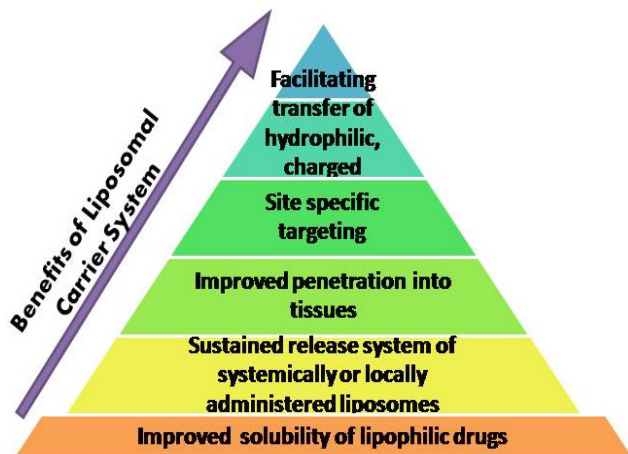 Benefits of Liposomal
Carrier System
Facilitating
transfer of
hydrophilic,
charged
Site specific
targeting
Improved penetration into
tissues
Sustained release system of
systemically or locally
administered liposomes
Improved solubility of lipophilic drugs